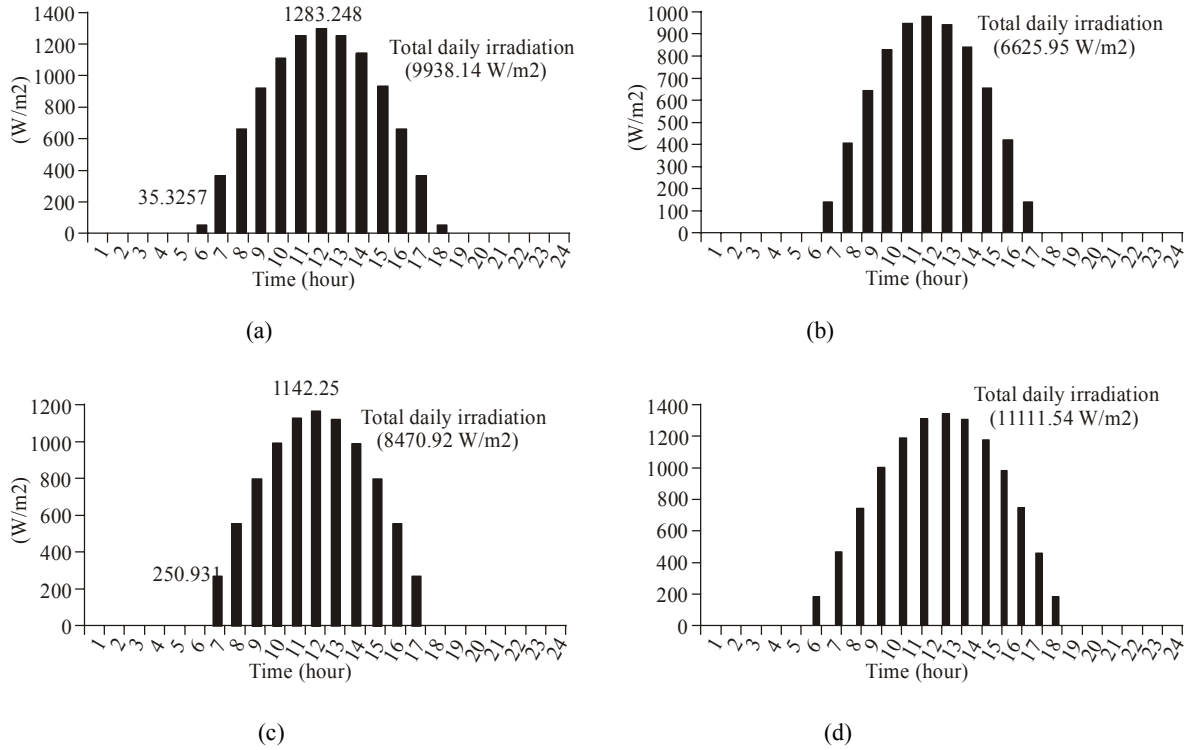 1283.248
1400
1200
1000
800
600
400
200
0
(W/m2)
Total daily irradiation
(9938.14 W/m2)
35.3257
1 2 3 4 5 6 7 8 9 10 11 12 13 14 15 16 17 18 19 20 21 22 23 24
Time (hour)
(a)
1000
900
800
700
600
500
400
300
200
100
000
(W/m2)
Total daily irradiation
(6625.95 W/m2)
1 2 3 4 5 6 7 8 9 10 11 12 13 14 15 16 17 18 19 20 21 22 23 24
Time (hour)
(b)
1142.25
1200
1000
800
600
400
200
0
(W/m2)
Total daily irradiation
(8470.92 W/m2)
250.931
1 2 3 4 5 6 7 8 9 10 11 12 13 14 15 16 17 18 19 20 21 22 23 24
Time (hour)
(c)
1400
1200
1000
800
600
400
200
0
Total daily irradiation
(11111.54 W/m2)
1 2 3 4 5 6 7 8 9 10 11 12 13 14 15 16 17 18 19 20 21 22 23 24
Time (hour)
(d)